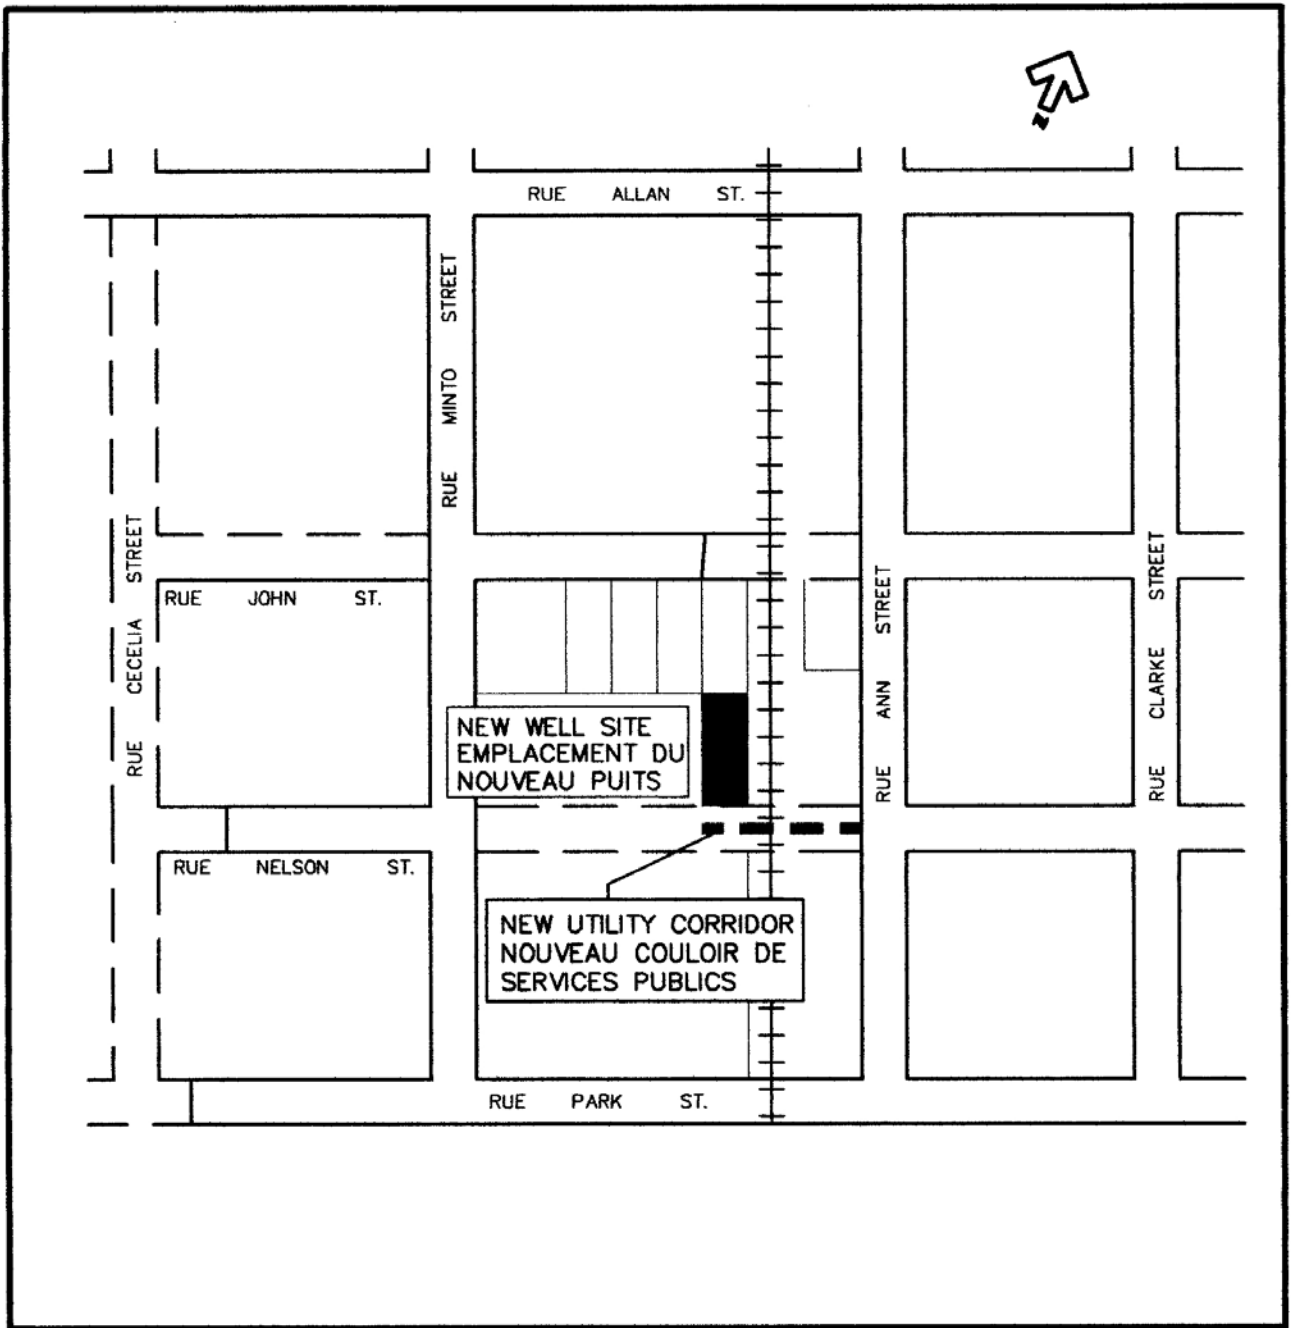 N
RUE ALLAN ST.
RUE MINTO STREET
RUE CECELIA STREET
RUE JOHN ST.
RUE ANN STREET
RUE CLARKE STREET
NEW WELL SITE
EMPLACEMENT DU
NOUVEAU PUITS
RUE NELSON ST.
NEW UTILITY CORRIDOR
NOUVEAU COULOIR DE
SERVICES PUBLICS
RUE PARK ST.